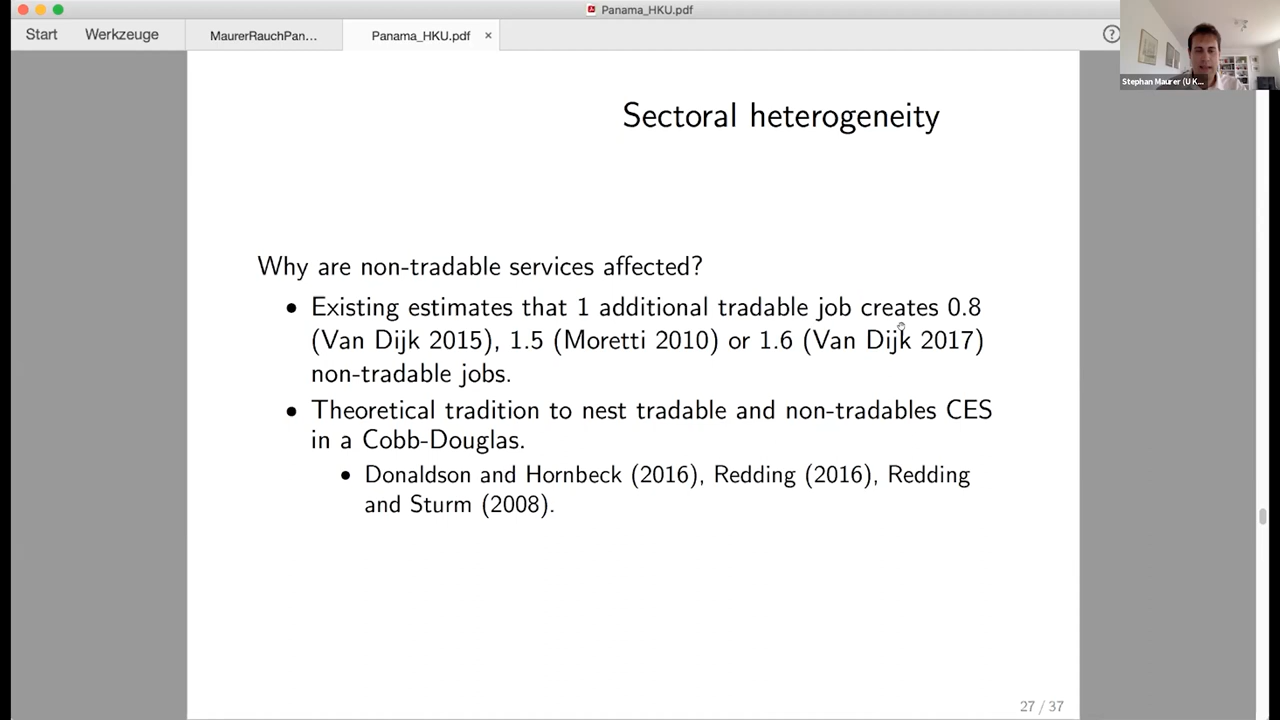 Panama_HKU.pdf
Start Werkzeuge MaurerRauchPan... Panama_HKU.pdf × ?
Stephan Maurer (U K...
Sectoral heterogeneity
Why are non-tradable services affected?
• Existing estimates that 1 additional tradable job creates 0.8
(Van Dijk 2015), 1.5 (Moretti 2010) or 1.6 (Van Dijk 2017)
non-tradable jobs.
• Theoretical tradition to nest tradable and non-tradables CES
in a Cobb-Douglas.
• Donaldson and Hornbeck (2016), Redding (2016), Redding
and Sturm (2008).
27 / 37